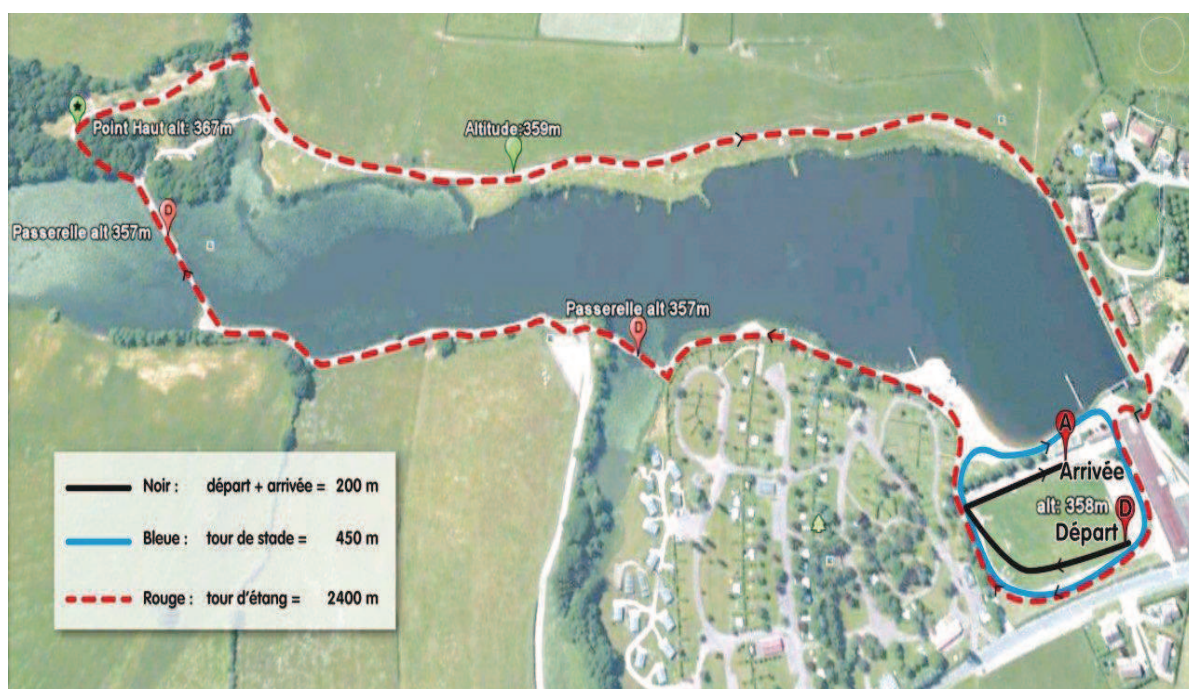 Point Haut alt: 367m
Altitude:359m
Passerelle alt 357m
D
Passerelle alt 357m
D
A
Arrivée
alt: 358m
D
Départ
Noir : départ + arrivée = 200 m
Bleue : tour de stade = 450 m
Rouge : tour d'étang = 2400 m